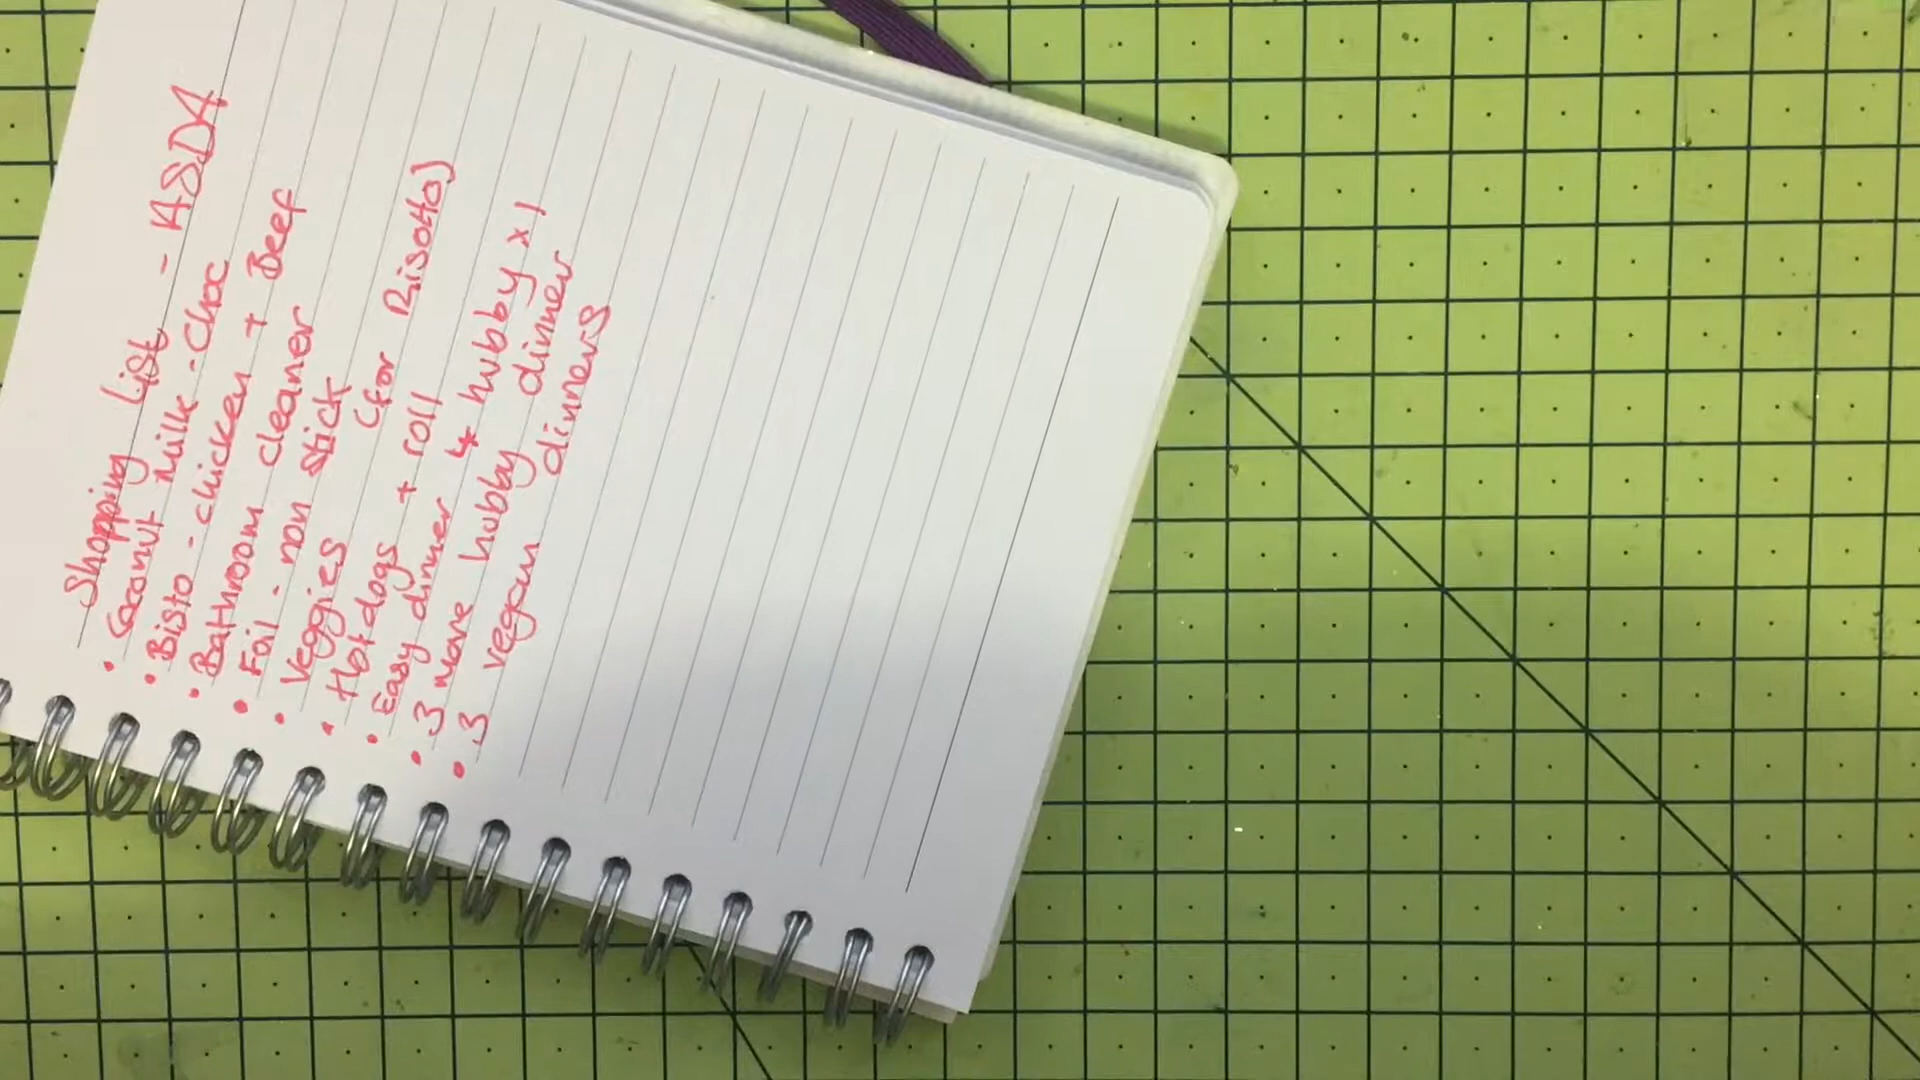 Shopping List - ASDA
• Coconut Milk - Choc
• Bisto - chicken + Beef
• Bathroom cleaner
• Foil - non stick
• Veggies (for Risotto)
• Hotdogs + roll
• Easy dinner 4 hubby x1
• 3 more hubby dinner
• 3 vegan dinners